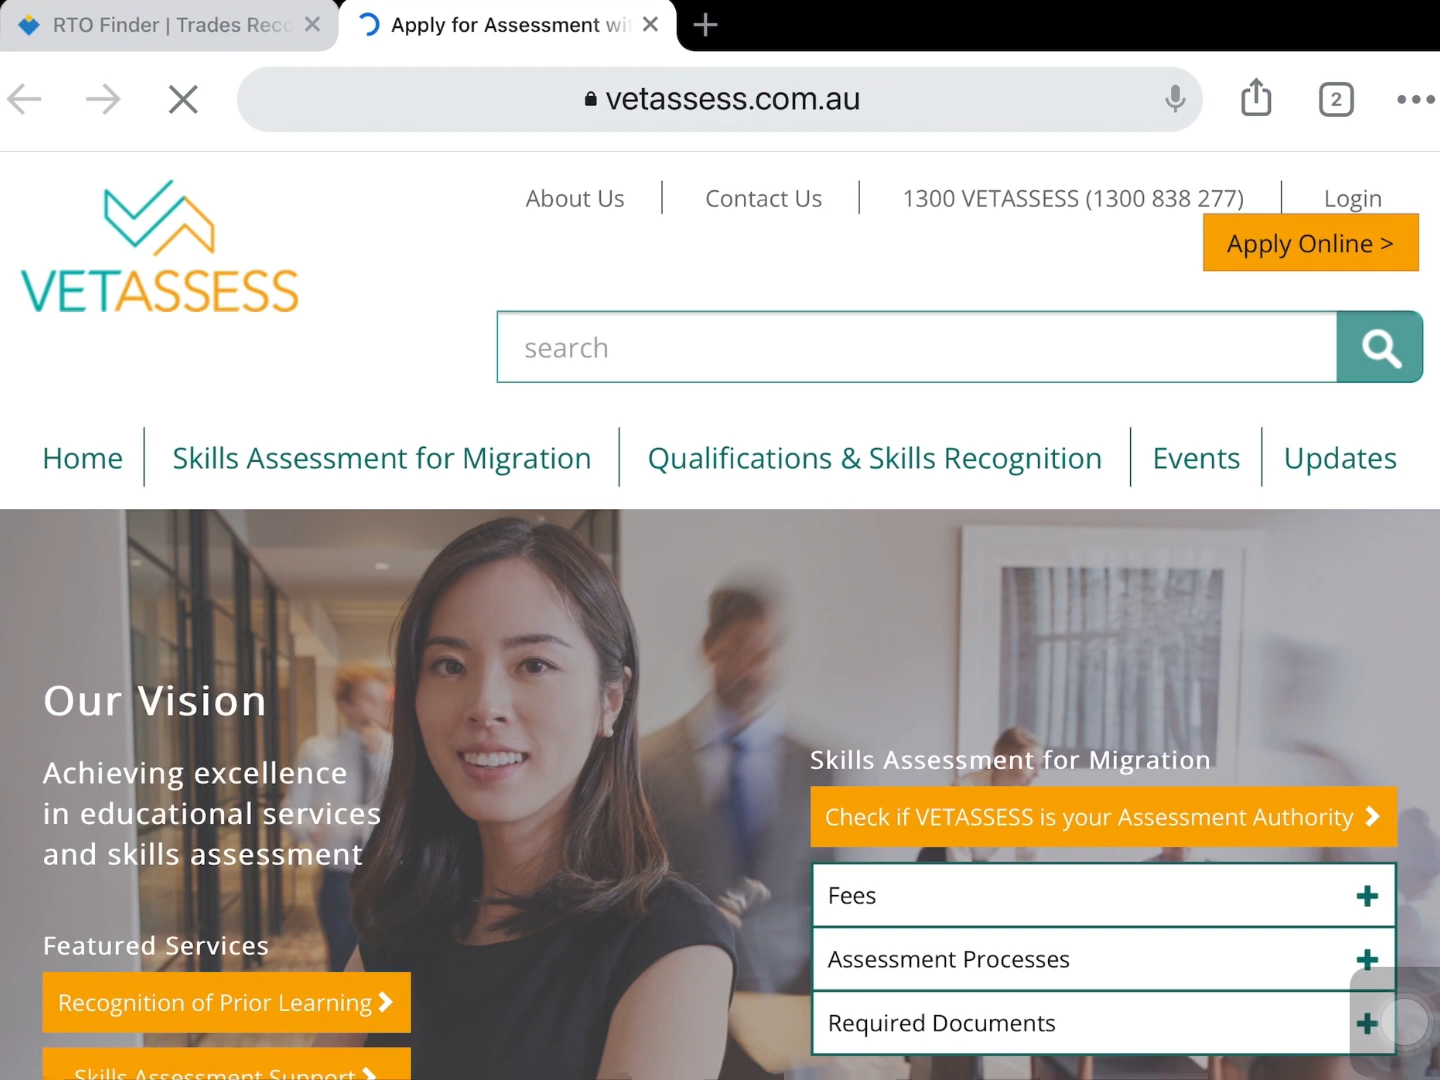 RTO Finder | Trades Reco
Apply for Assessment wi
vetassess.com.au
2
About Us
Contact Us
1300 VETASSESS (1300 838 277)
Login
Apply Online >
VETASSESS
search
Home
Skills Assessment for Migration
Qualifications & Skills Recognition
Events
Updates
Our Vision
Achieving excellence
in educational services
and skills assessment
Featured Services
Recognition of Prior Learning
Skills Assessment Support
Skills Assessment for Migration
Check if VETASSESS is your Assessment Authority
Fees
Assessment Processes
Required Documents